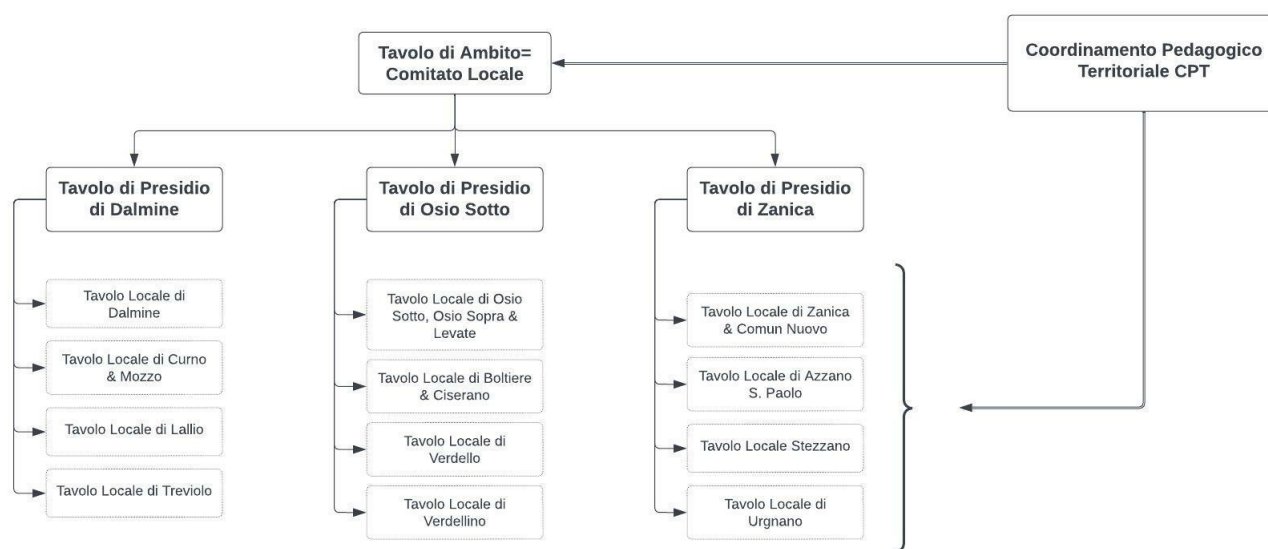 Tavolo di Ambito=
Comitato Locale
Coordinamento Pedagogico
Territoriale CPT
Tavolo di Presidio
di Dalmine
Tavolo di Presidio
di Osio Sotto
Tavolo di Presidio
di Zanica
Tavolo Locale di
Dalmine
Tavolo Locale di Curno
& Mozzo
Tavolo Locale di Lallio
Tavolo Locale di Treviolo
Tavolo Locale di Osio
Sotto, Osio Sopra &
Levate
Tavolo Locale di Boltiere
& Ciserano
Tavolo Locale di
Verdello
Tavolo Locale di
Verdellino
Tavolo Locale di Zanica
& Comun Nuovo
Tavolo Locale di Azzano
S. Paolo
Tavolo Locale Stezzano
Tavolo Locale di
Urgnano